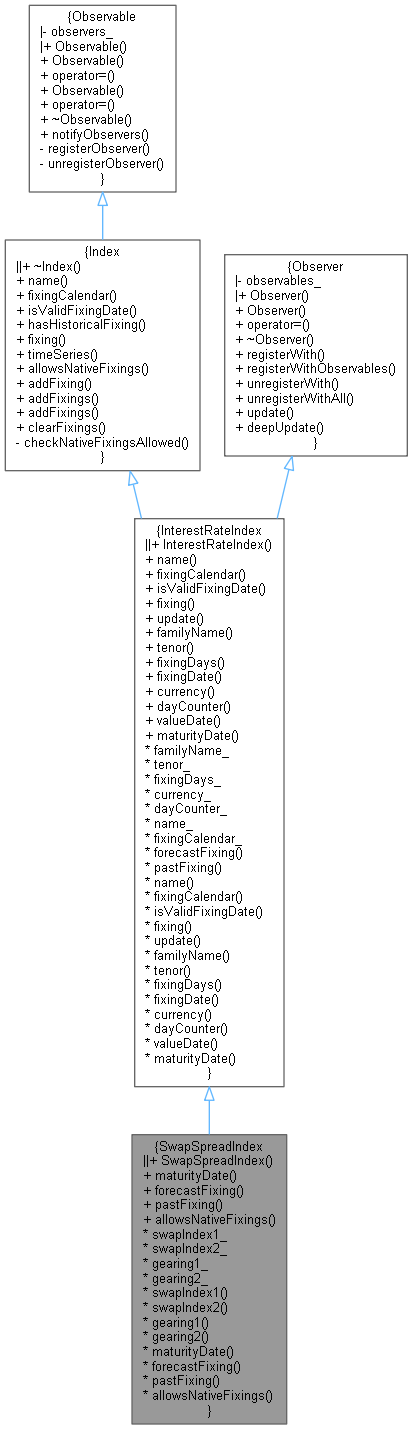 {Observable
|- observers_
|+ Observable()
+ Observable()
+ operator=()
+ Observable()
+ operator=()
+ ~Observable()
+ notifyObservers()
- registerObserver()
- unregisterObserver()
}
{Index
||+ ~Index()
+ name()
+ fixingCalendar()
+ isValidFixingDate()
+ hasHistoricalFixing()
+ fixing()
+ timeSeries()
+ allowsNativeFixings()
+ addFixing()
+ addFixings()
+ addFixings()
+ clearFixings()
- checkNativeFixingsAllowed()
}
{Observer
|- observables_
|+ Observer()
+ Observer()
+ operator=()
+ ~Observer()
+ registerWith()
+ registerWithObservables()
+ unregisterWith()
+ unregisterWithAll()
+ update()
+ deepUpdate()
}
{InterestRateIndex
||+ InterestRateIndex()
+ name()
+ fixingCalendar()
+ isValidFixingDate()
+ fixing()
+ update()
+ familyName()
+ tenor()
+ fixingDays()
+ fixingDate()
+ currency()
+ dayCounter()
+ valueDate()
+ maturityDate()
* familyName_
* tenor_
* fixingDays_
* currency_
* dayCounter_
* name_
* fixingCalendar_
* forecastFixing()
* pastFixing()
* name()
* fixingCalendar()
* isValidFixingDate()
* fixing()
* update()
* familyName()
* tenor()
* fixingDays()
* fixingDate()
* currency()
* dayCounter()
* valueDate()
* maturityDate()
}
{SwapSpreadIndex
||+ SwapSpreadIndex()
+ maturityDate()
+ forecastFixing()
+ pastFixing()
+ allowsNativeFixings()
* swapIndex1_
* swapIndex2_
* gearing1_
* gearing2_
* swapIndex1()
* swapIndex2()
* gearing1()
* gearing2()
* maturityDate()
* forecastFixing()
* pastFixing()
* allowsNativeFixings()
}